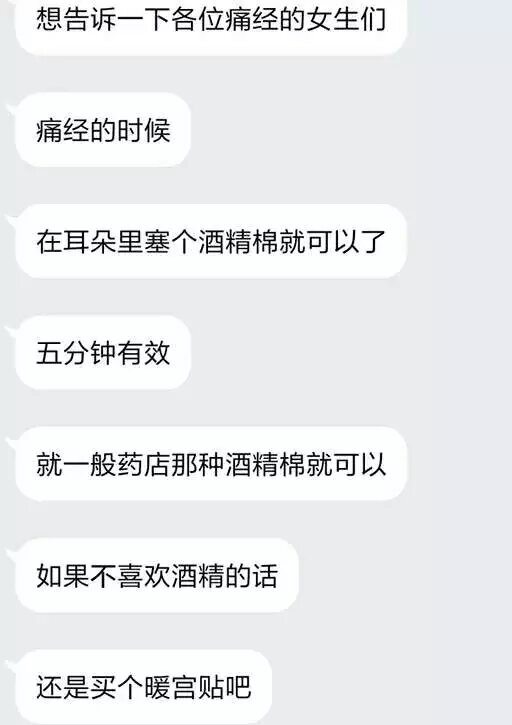 想告诉一下各位痛经的女生们
痛经的时候
在耳朵里塞个酒精棉就可以了
五分钟有效
就一般药店那种酒精棉就可以
如果不喜欢酒精的话
还是买个暖宫贴吧